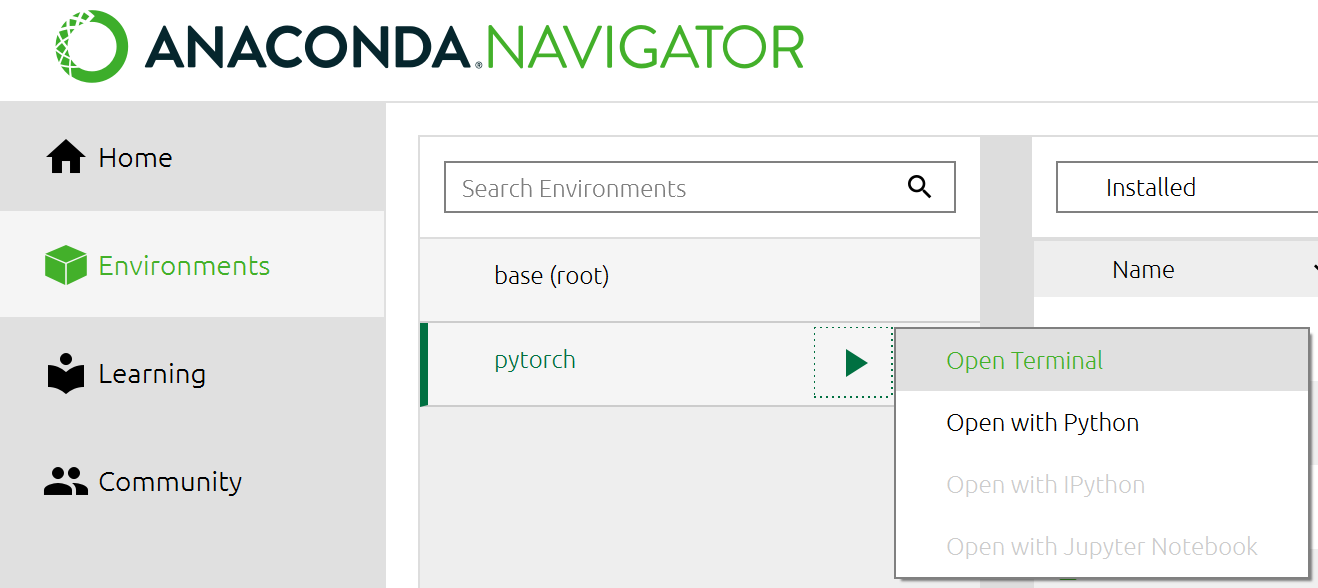 ANACONDA®NAVIGATOR
Home
Environments
Learning
Community
Search Environments
base (root)
pytorch
Installed
Name
Open Terminal
Open with Python
Open with IPython
Open with Jupyter Notebook